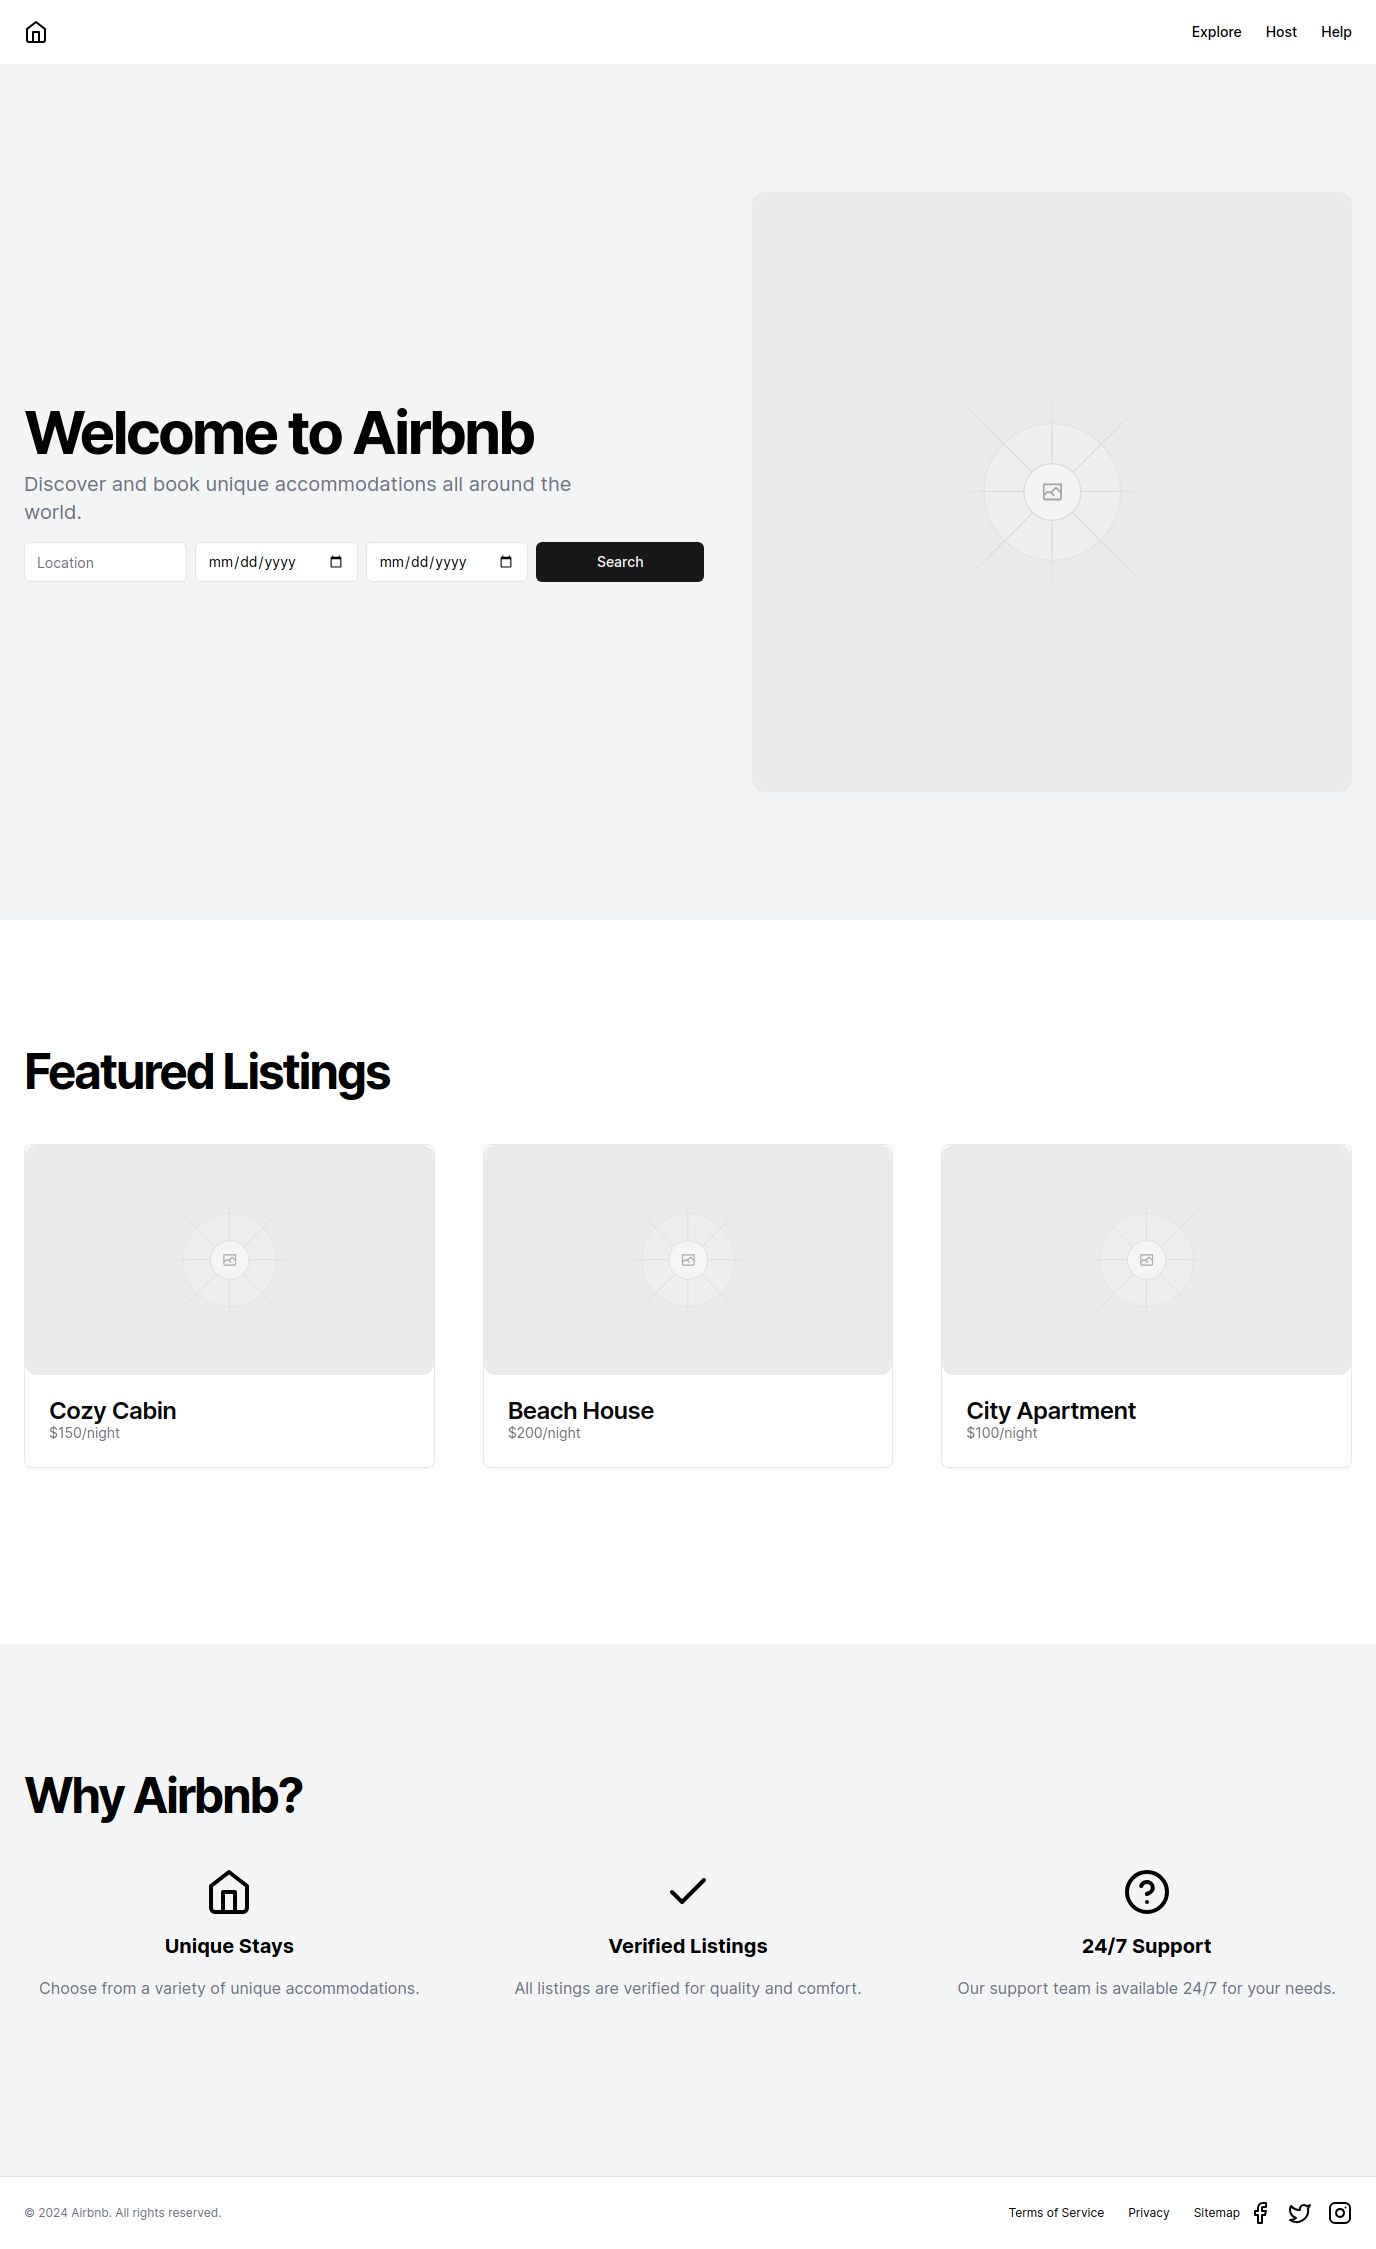 Explore Host Help
Welcome to Airbnb
Discover and book unique accommodations all around the
world.
Location mm/dd/yyyy mm/dd/yyyy Search
Featured Listings
Cozy Cabin
$150/night
Beach House
$200/night
City Apartment
$100/night
Why Airbnb?
Unique Stays
Choose from a variety of unique accommodations.
Verified Listings
All listings are verified for quality and comfort.
24/7 Support
Our support team is available 24/7 for your needs.
© 2024 Airbnb. All rights reserved.
Terms of Service Privacy Sitemap